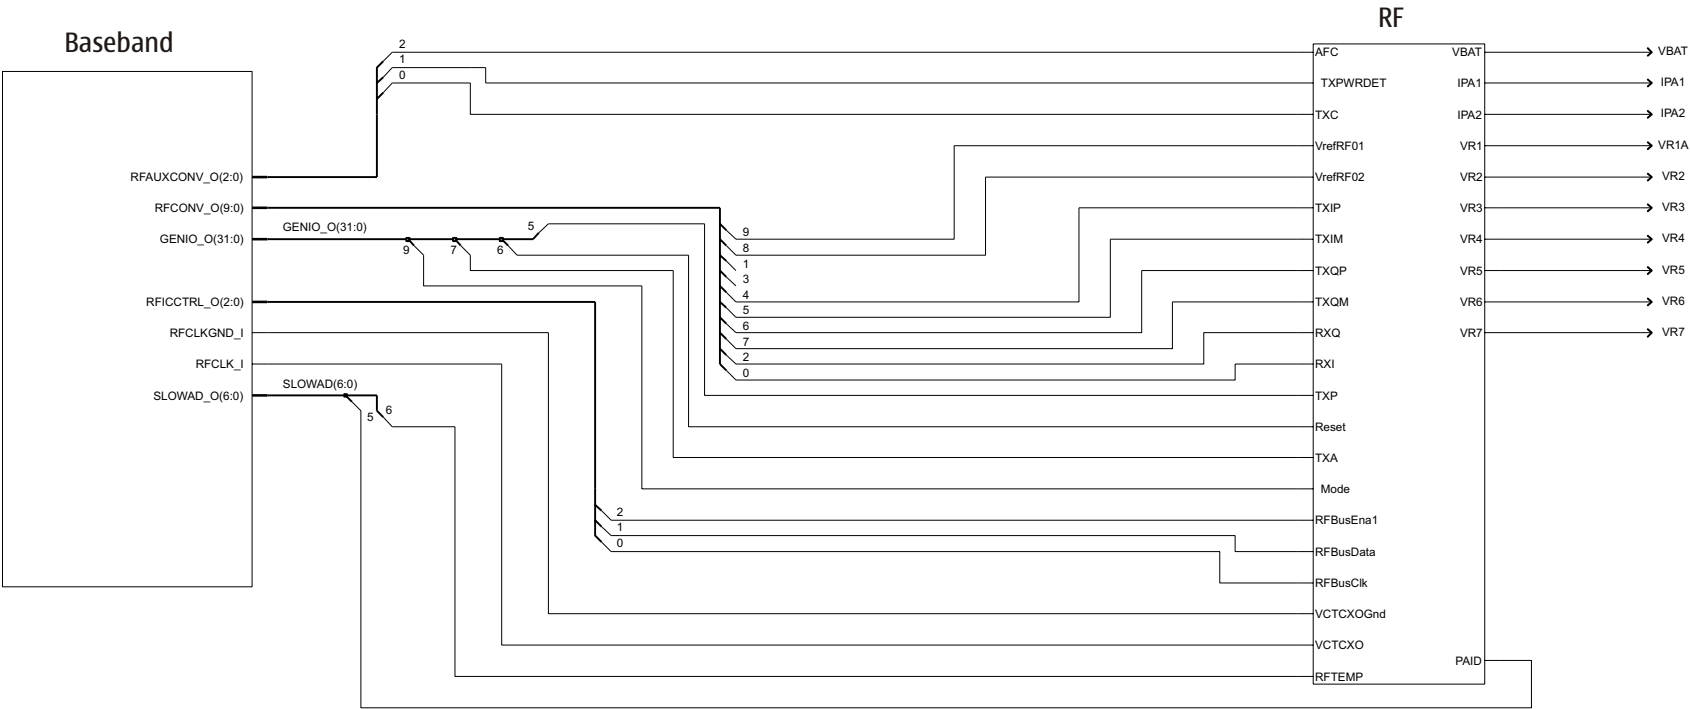 RF
Baseband
2
AFC
VBAT
VBAT
1
0
TXPWRDET
IPA1
IPA1
TXC
IPA2
IPA2
VrefRF01
VR1
VR1A
RFAUXCONV_O(2:0)
VrefRF02
VR2
VR2
RFCONV_O(9:0)
TXIP
VR3
VR3
GENIO_O(31:0)
5
9
GENIO_O(31:0)
TXIM
VR4
VR4
9
7
6
8
1
TXQP
VR5
VR5
3
4
RFICCTRL_O(2:0)
TXQM
VR6
VR6
5
6
RFCLKGND_I
RXQ
VR7
VR7
7
2
RFCLK_I
RXI
0
SLOWAD(6:0)
SLOWAD_O(6:0)
TXP
5
6
Reset
TXA
Mode
2
RFBusEna1
1
0
RFBusData
RFBusClk
VCTCXOGnd
VCTCXO
PAID
RFTEMP